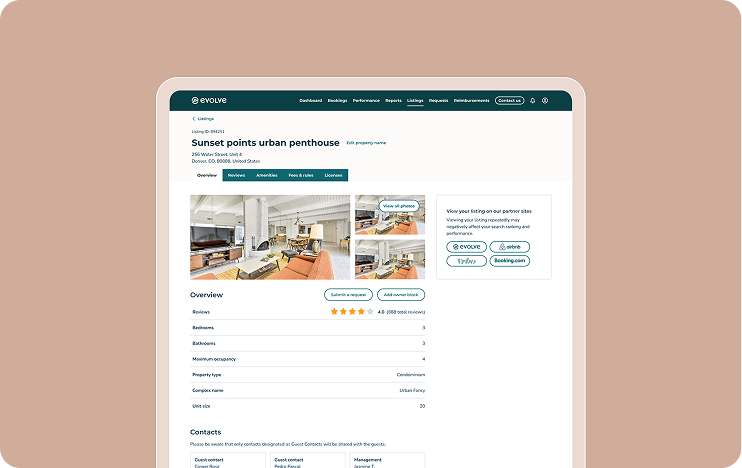 evolve
Dashboard Bookings Performance Reports Listings Requests Reimbursements Contact us
Listings
Listing ID: 894251
Sunset points urban penthouse Edit property name
256 Water Street, Unit 4
Denver, CO, 80088, United States
Overview Reviews Amenities Fees & rules Licenses
View all photos
View your listing on our partner sites
Viewing your listing repeatedly may
negatively affect your search ranking and
performance.
evolve airbnb
Vrbo Booking.com
Overview Submit a request Add owner block
Reviews 4.0 (888 total reviews)
Bedrooms 3
Bathrooms 3
Maximum occupancy 4
Property type Condominium
Complex name Urban Fancy
Unit size 20
Contacts
Please be aware that only contacts designated as Guest Contacts will be shared with the guests.
Guest contact Guest contact Management
Ginger Rose Pedro Pascal Jasmine T.